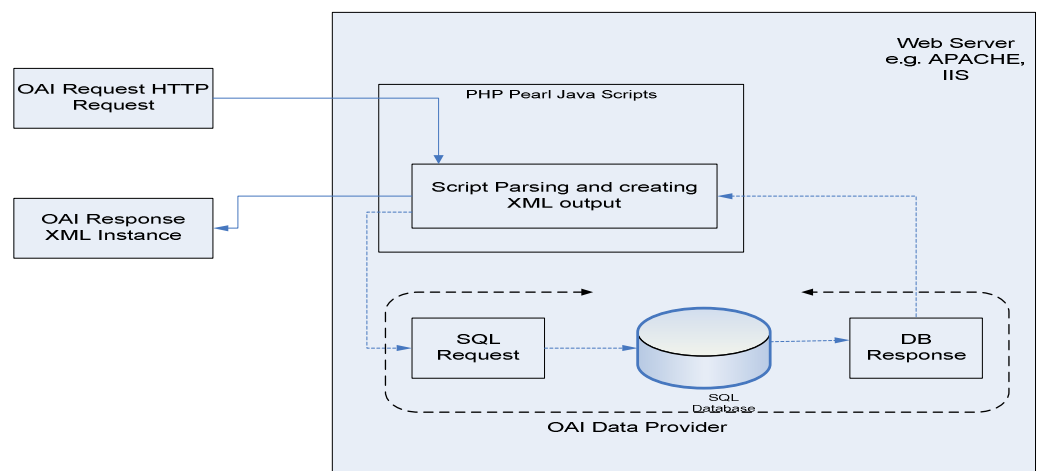 Web Server
e.g. APACHE,
IIS
OAI Request HTTP
Request
PHP Pearl Java Scripts
Script Parsing and creating
XML output
OAI Response
XML Instance
SQL
Request
DB
Response
SQL
Database
OAI Data Provider